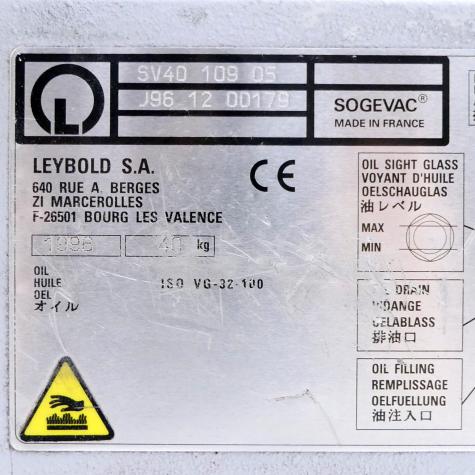 SV40 109 05
J96 12 00179
SOGEVAC®
MADE IN FRANCE
LEYBOLD S.A.
640 RUE A. BERGES
ZI MARCEROLLES
F-26501 BOURG LES VALENCE
CE
1996 40 kg
OIL
HUILE
OEL
オイル
ISO VG-32-100
OIL SIGHT GLASS
VOYANT D'HUILE
OELSCHAUGLAS
油レベル
MAX
MIN
DRAIN
VIDANGE
OELABLASS
排油口
OIL FILLING
REMPLISSAGE
OELFUELLUNG
油注入口